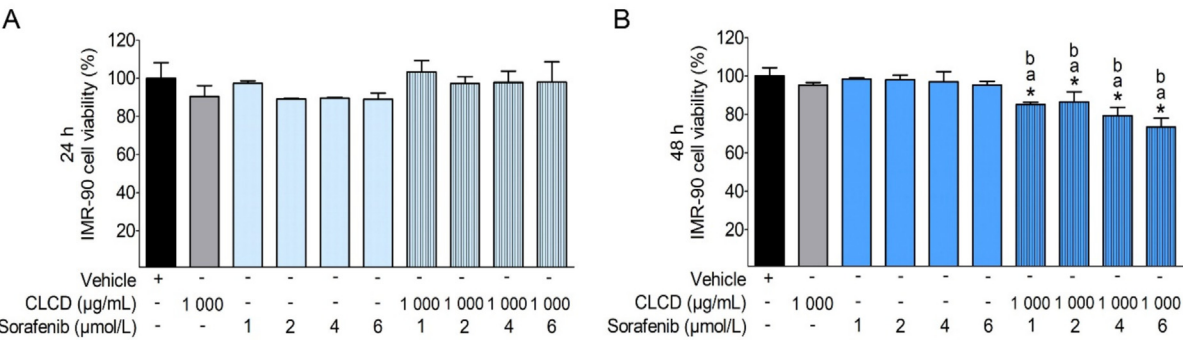 A
24 h
IMR-90 cell viability (%)
120
100
80
60
40
20
Vehicle + - - - - - - - - -
CLCD (µg/mL) - 1 000 - - - - 1 000 1 000 1 000 1 000
Sorafenib (µmol/L) - - 1 2 4 6 1 2 4 6
B
48 h
IMR-90 cell viability (%)
120
100
80
60
40
20
b b b b
a a a a
* * * *
Vehicle + - - - - - - - - -
CLCD (µg/mL) - 1 000 - - - - 1 000 1 000 1 000 1 000
Sorafenib (µmol/L) - - 1 2 4 6 1 2 4 6